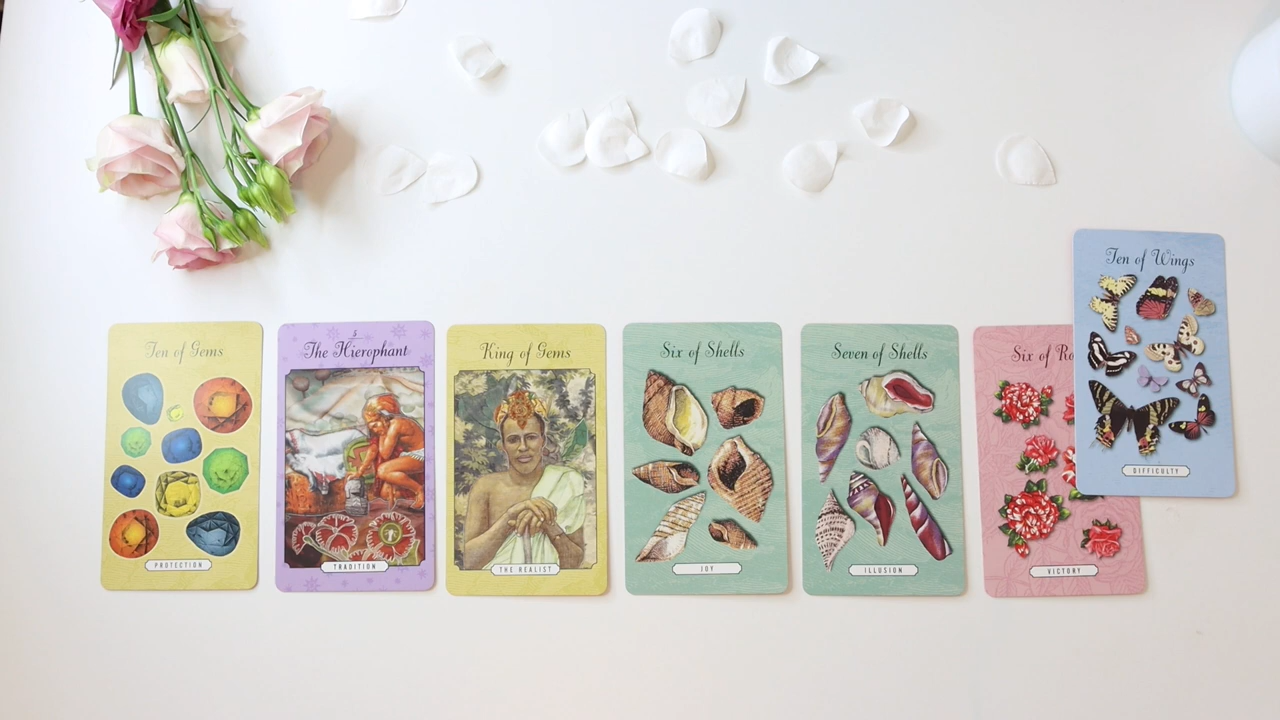 Ten of Gems
PROTECTION
5
The Hierophant
TRADITION
King of Gems
THE REALIST
Six of Shells
JOY
Seven of Shells
ILLUSION
Six of Ro
VICTORY
Ten of Wings
DIFFICULTY